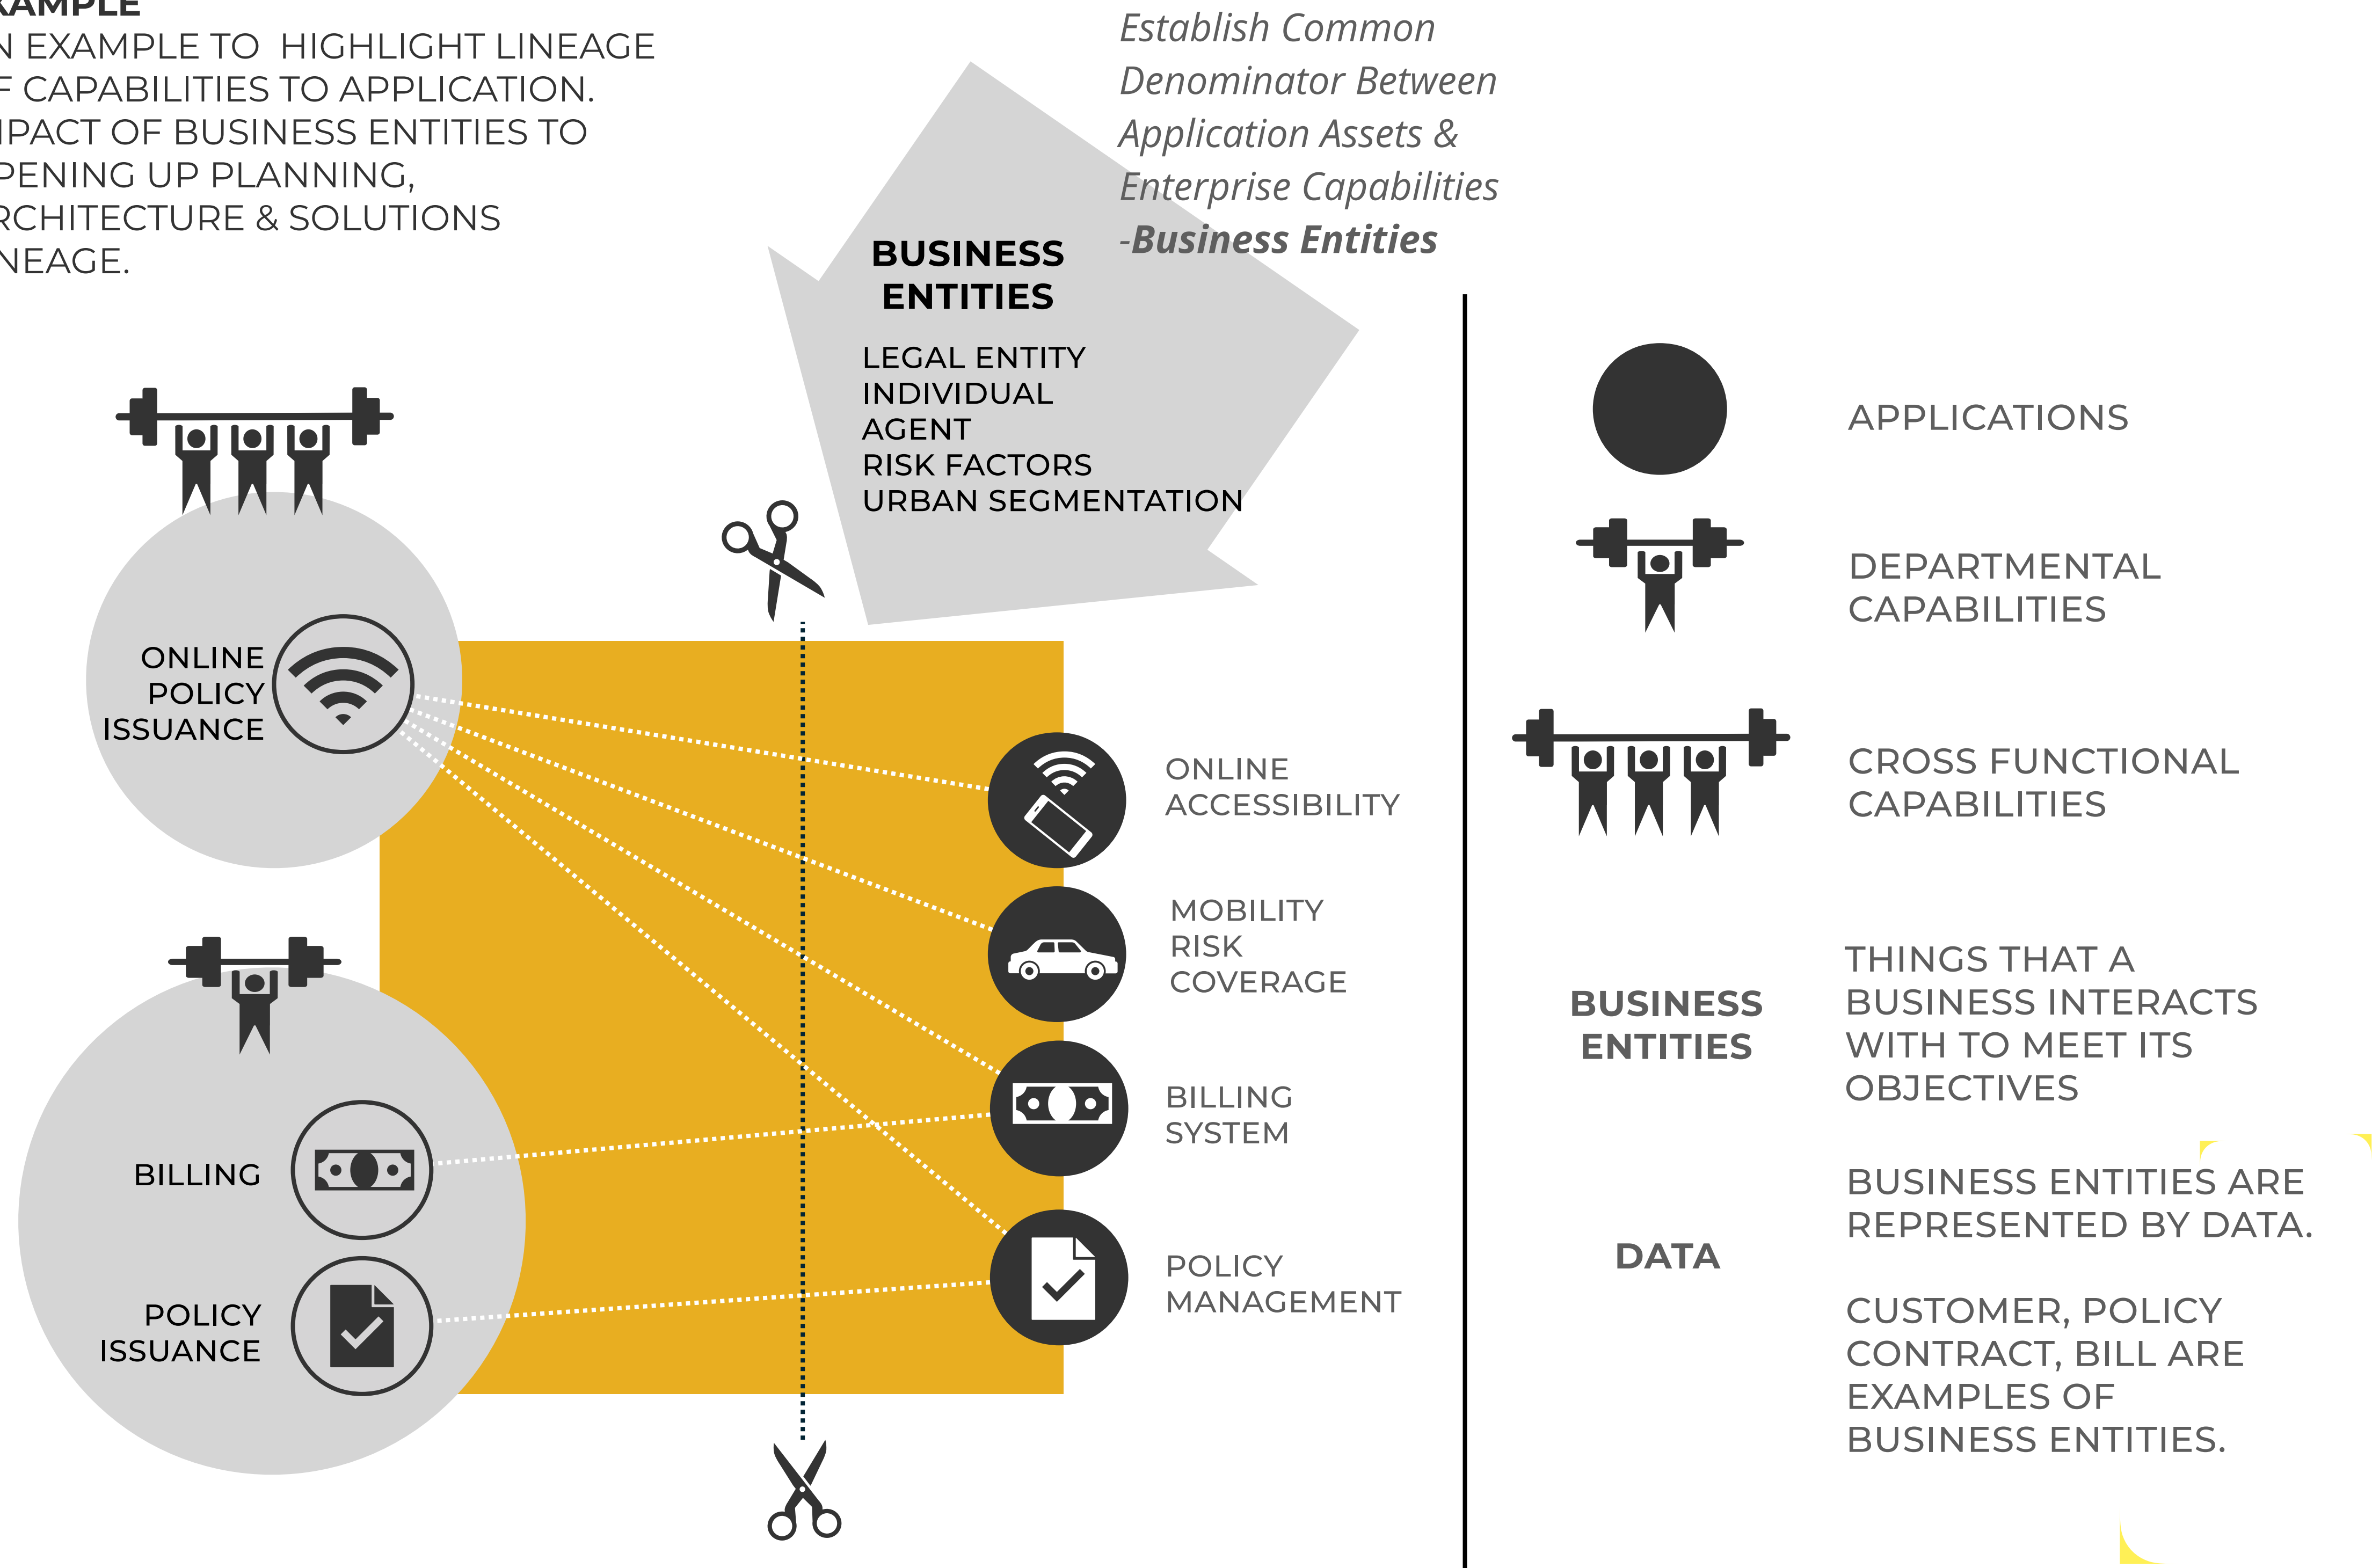 XAMPLE
N EXAMPLE TO HIGHLIGHT LINEAGE
F CAPABILITIES TO APPLICATION.
MPACT OF BUSINESS ENTITIES TO
PENING UP PLANNING,
RCHITECTURE & SOLUTIONS
NEAGE.
Establish Common
Denominator Between
Application Assets &
Enterprise Capabilities
-Business Entities
BUSINESS
ENTITIES
LEGAL ENTITY
INDIVIDUAL
AGENT
RISK FACTORS
URBAN SEGMENTATION
ONLINE
POLICY
ISSUANCE
BILLING
POLICY
ISSUANCE
ONLINE
ACCESSIBILITY
MOBILITY
RISK
COVERAGE
BILLING
SYSTEM
POLICY
MANAGEMENT
APPLICATIONS
DEPARTMENTAL
CAPABILITIES
CROSS FUNCTIONAL
CAPABILITIES
BUSINESS
ENTITIES
THINGS THAT A
BUSINESS INTERACTS
WITH TO MEET ITS
OBJECTIVES
DATA
BUSINESS ENTITIES ARE
REPRESENTED BY DATA.
CUSTOMER, POLICY
CONTRACT, BILL ARE
EXAMPLES OF
BUSINESS ENTITIES.